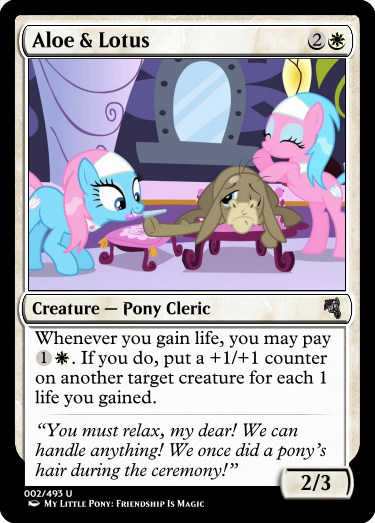 Aloe & Lotus 2
Creature — Pony Cleric
Whenever you gain life, you may pay
1 . If you do, put a +1/+1 counter
on another target creature for each 1
life you gained.
“You must relax, my dear! We can
handle anything! We once did a pony’s
hair during the ceremony!”
2/3
002/493 U
My Little Pony: Friendship Is Magic